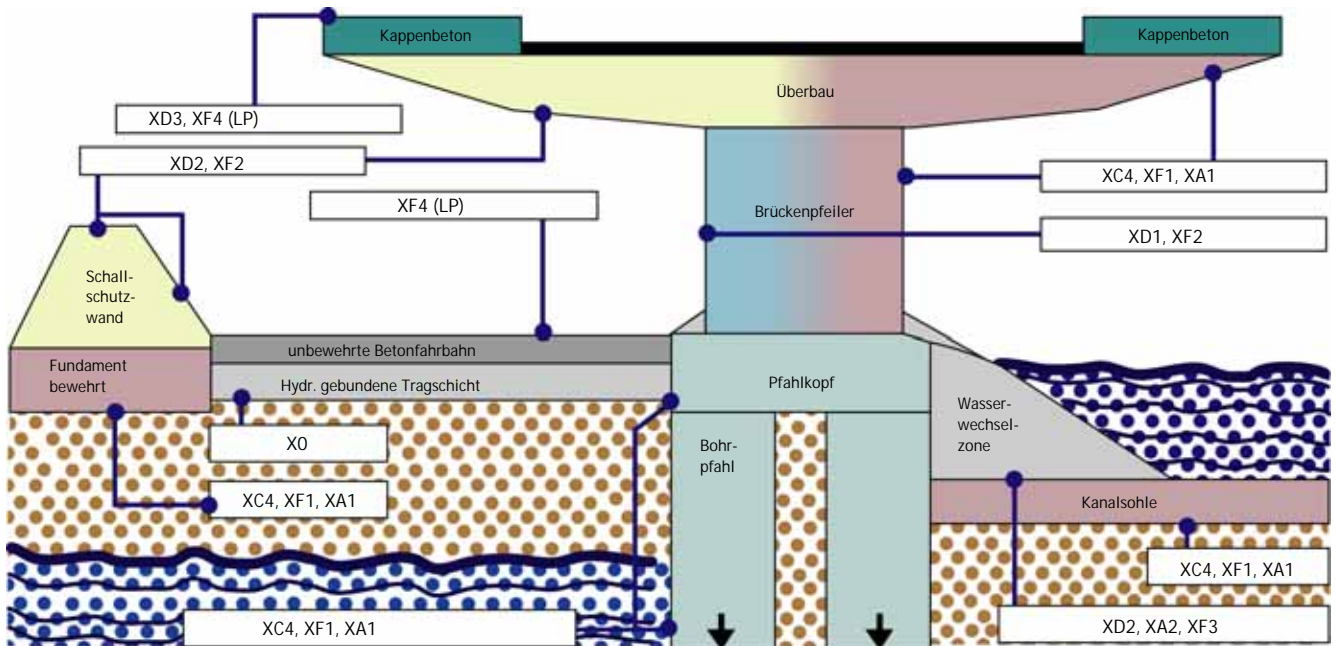 Kappenbeton
Kappenbeton
Überbau
XD3, XF4 (LP)
XD2, XF2
XC4, XF1, XA1
XF4 (LP)
Brückenpfeiler
XD1, XF2
Schall-
schutz-
wand
unbewehrte Betonfahrbahn
Fundament
bewehrt
Hydr. gebundene Tragschicht
Pfahlkopf
Wasser-
wechsel-
zone
X0
Bohr-
pfahl
XC4, XF1, XA1
Kanalsohle
XC4, XF1, XA1
XC4, XF1, XA1
XD2, XA2, XF3